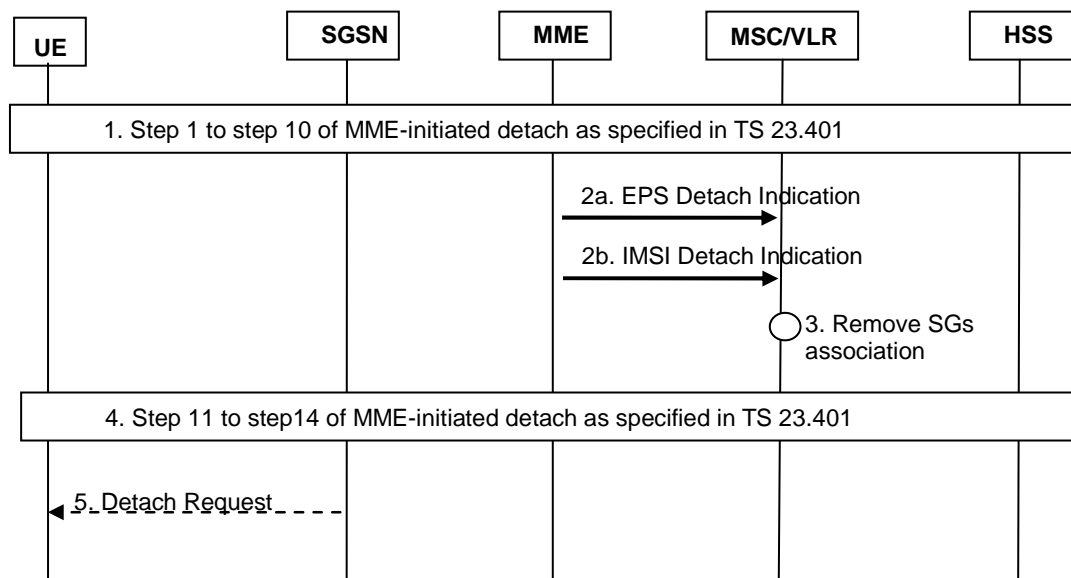 UE
SGSN
MME
MSC/VLR
HSS
1. Step 1 to step 10 of MME-initiated detach as specified in TS 23.401
2a. EPS Detach Indication
2b. IMSI Detach Indication
3. Remove SGs
association
4. Step 11 to step14 of MME-initiated detach as specified in TS 23.401
5. Detach Request